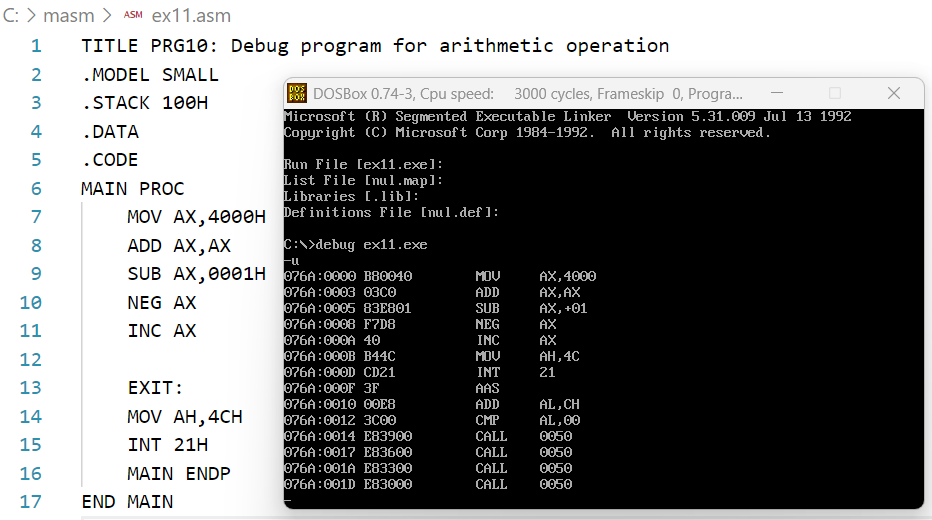 C: > masm > ASM ex11.asm
1 TITLE PRG10: Debug program for arithmetic operation
2 .MODEL SMALL
3 .STACK 100H
4 .DATA
5 .CODE
6 MAIN PROC
7 MOV AX,4000H
8 ADD AX,AX
9 SUB AX,0001H
10 NEG AX
11 INC AX
12
13 EXIT:
14 MOV AH,4CH
15 INT 21H
16 MAIN ENDP
17 END MAIN
DOS BOX DOSBox 0.74-3, Cpu speed: 3000 cycles, Frameskip 0, Progra...
Microsoft (R) Segmented Executable Linker Version 5.31.009 Jul 13 1992
Copyright (C) Microsoft Corp 1984-1992. All rights reserved.
Run File [ex11.exe]:
List File [nul.map]:
Libraries [.lib]:
Definitions File [nul.def]:
C:\>debug ex11.exe
-u
076A:0000 B80040 MOV AX,4000
076A:0003 03C0 ADD AX,AX
076A:0005 83E801 SUB AX,+01
076A:0008 F7D8 NEG AX
076A:000A 40 INC AX
076A:000B B44C MOV AH,4C
076A:000D CD21 INT 21
076A:000F 3F AAS
076A:0010 00E8 ADD AL,CH
076A:0012 3C00 CMP AL,00
076A:0014 E83900 CALL 0050
076A:0017 E83600 CALL 0050
076A:001A E83300 CALL 0050
076A:001D E83000 CALL 0050
-